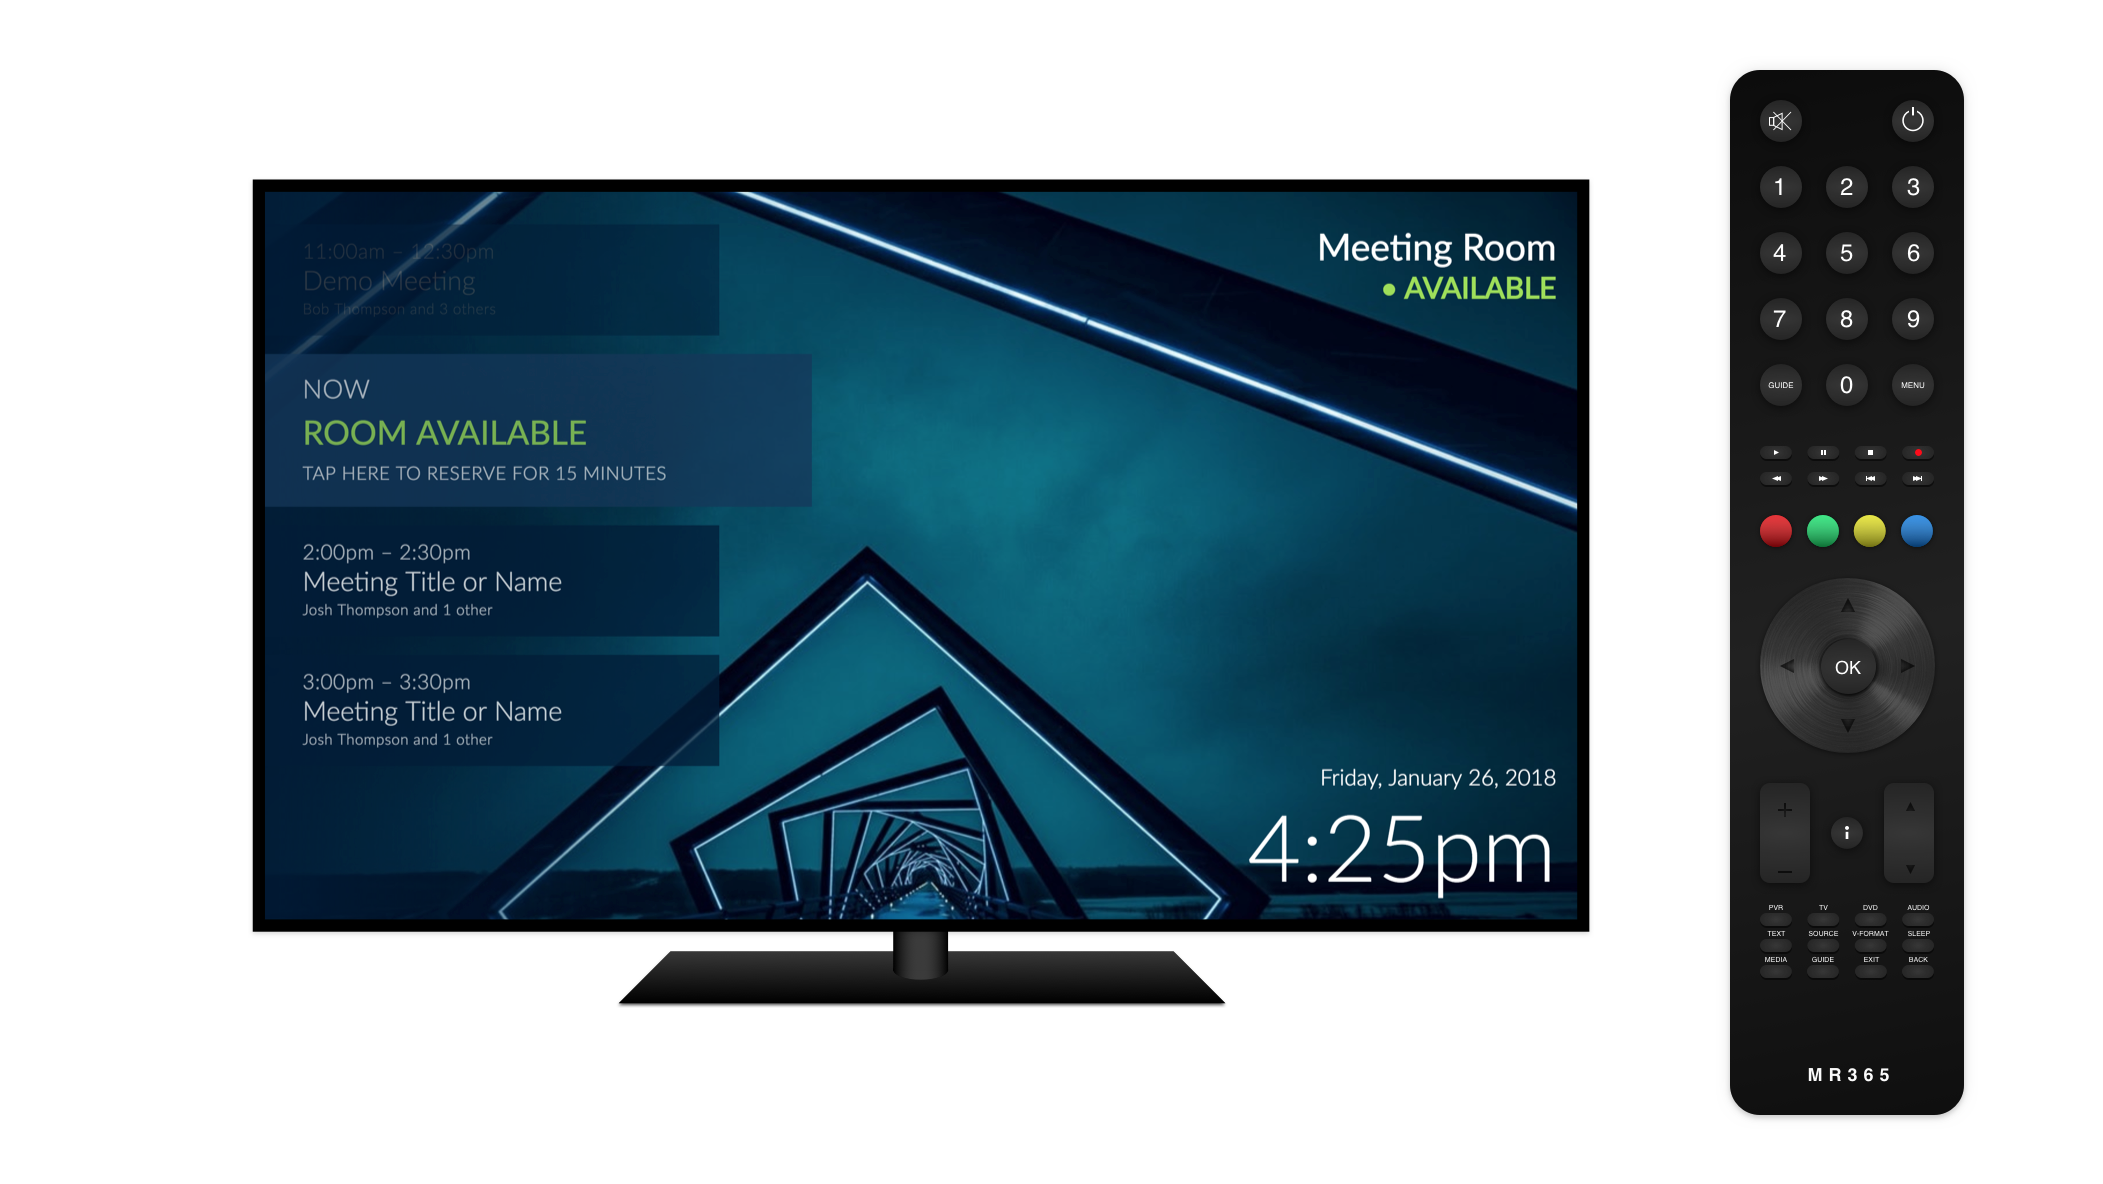 11:00am – 12:30pm
Demo Meeting
Bob Thompson and 3 others
NOW
ROOM AVAILABLE
TAP HERE TO RESERVE FOR 15 MINUTES
2:00pm – 2:30pm
Meeting Title or Name
Josh Thompson and 1 other
3:00pm – 3:30pm
Meeting Title or Name
Josh Thompson and 1 other
Meeting Room
• AVAILABLE
Friday, January 26, 2018
4:25pm
1 2 3
4 5 6
7 8 9
GUIDE 0 MENU
OK
i
PVR TV DVD AUDIO
TEXT SOURCE V-FORMAT SLEEP
MEDIA GUIDE EXIT BACK
MR365